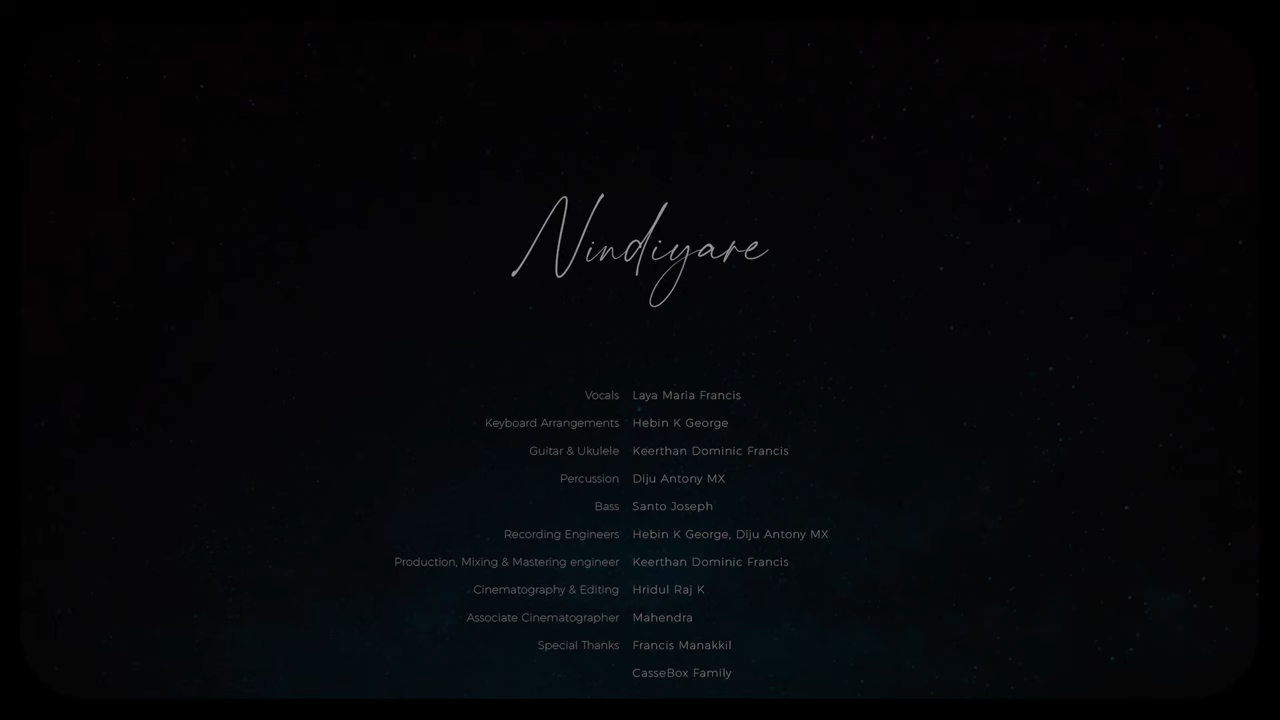 Nindiyare
Vocals Laya Maria Francis
Keyboard Arrangements Hebin K George
Guitar & Ukulele Keerthan Dominic Francis
Percussion Diju Antony MX
Bass Santo Joseph
Recording Engineers Hebin K George, Diju Antony MX
Production, Mixing & Mastering engineer Keerthan Dominic Francis
Cinematography & Editing Hridul Raj K
Associate Cinematographer Mahendra
Special Thanks Francis Manakkil
CasseBox Family